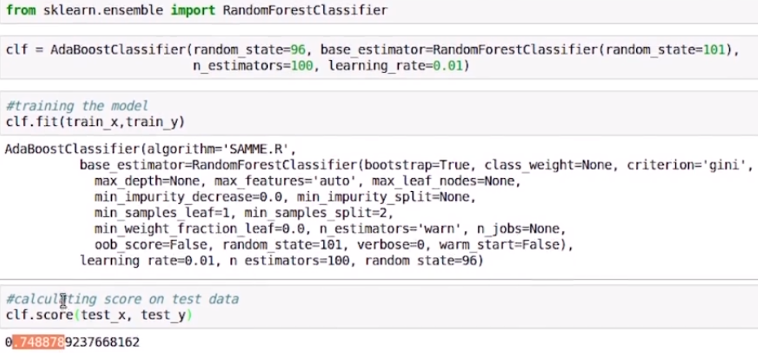 from sklearn.ensemble import RandomForestClassifier
clf = AdaBoostClassifier(random_state=96, base_estimator=RandomForestClassifier(random_state=101),
n_estimators=100, learning_rate=0.01)
#training the model
clf.fit(train_x,train_y)
AdaBoostClassifier(algorithm='SAMME.R',
base_estimator=RandomForestClassifier(bootstrap=True, class_weight=None, criterion='gini',
max_depth=None, max_features='auto', max_leaf_nodes=None,
min_impurity_decrease=0.0, min_impurity_split=None,
min_samples_leaf=1, min_samples_split=2,
min_weight_fraction_leaf=0.0, n_estimators='warn', n_jobs=None,
oob_score=False, random_state=101, verbose=0, warm_start=False),
learning_rate=0.01, n_estimators=100, random_state=96)
#calculating score on test data
clf.score(test_x, test_y)
0.7488789237668162